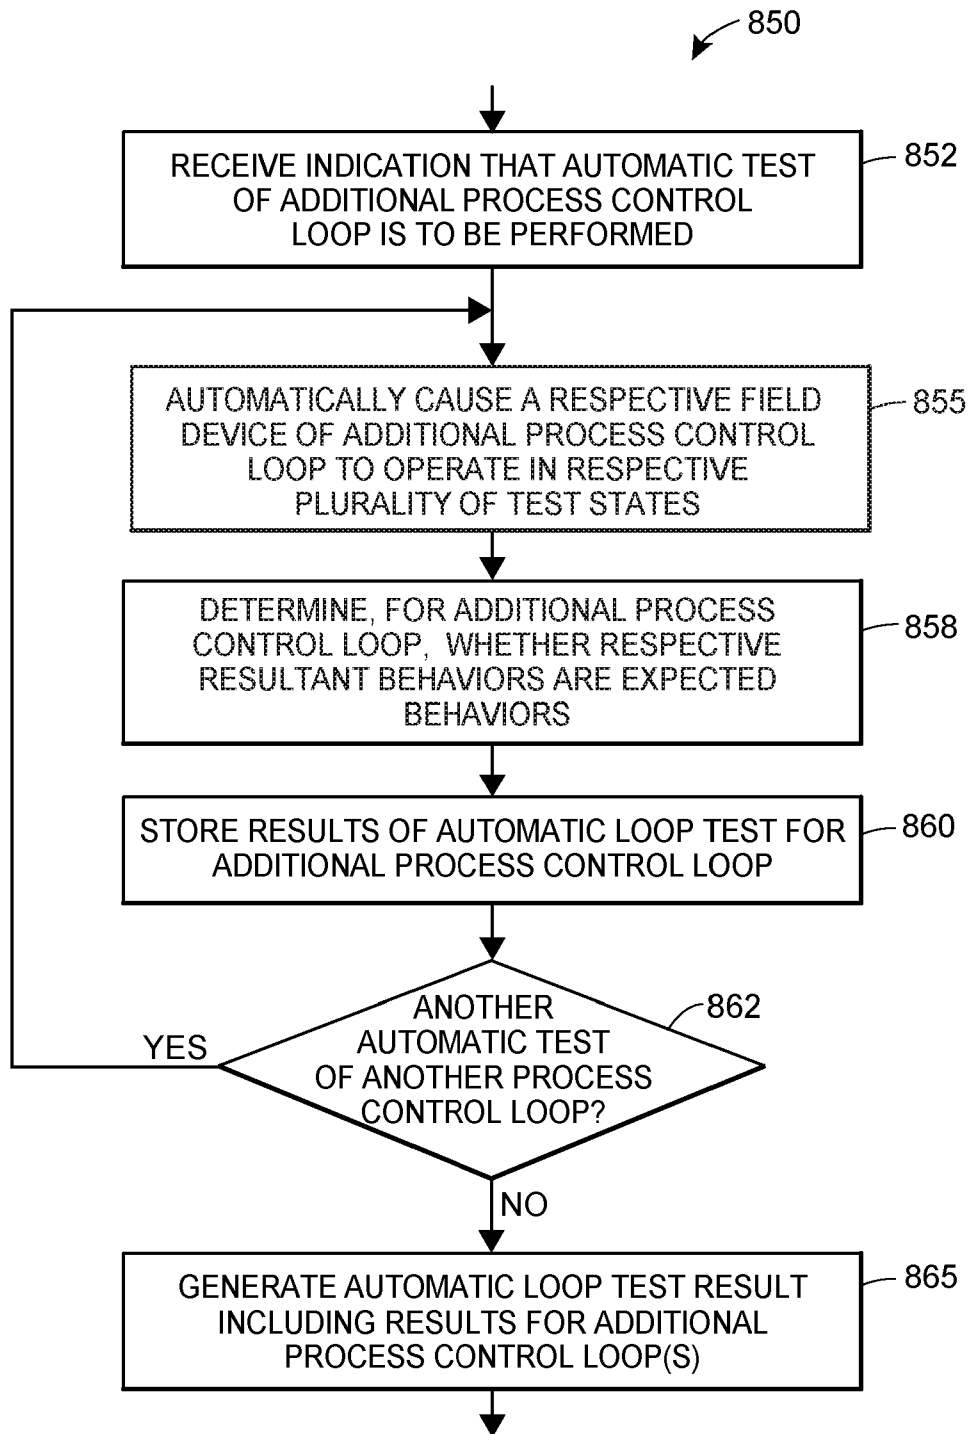 850
RECEIVE INDICATION THAT AUTOMATIC TEST
OF ADDITIONAL PROCESS CONTROL
LOOP IS TO BE PERFORMED
852
AUTOMATICALLY CAUSE A RESPECTIVE FIELD
DEVICE OF ADDITIONAL PROCESS CONTROL
LOOP TO OPERATE IN RESPECTIVE
PLURALITY OF TEST STATES
855
DETERMINE, FOR ADDITIONAL PROCESS
CONTROL LOOP, WHETHER RESPECTIVE
RESULTANT BEHAVIORS ARE EXPECTED
BEHAVIORS
858
STORE RESULTS OF AUTOMATIC LOOP TEST FOR
ADDITIONAL PROCESS CONTROL LOOP
860
ANOTHER
AUTOMATIC TEST
OF ANOTHER PROCESS
CONTROL LOOP?
862
YES
NO
GENERATE AUTOMATIC LOOP TEST RESULT
INCLUDING RESULTS FOR ADDITIONAL
PROCESS CONTROL LOOP(S)
865